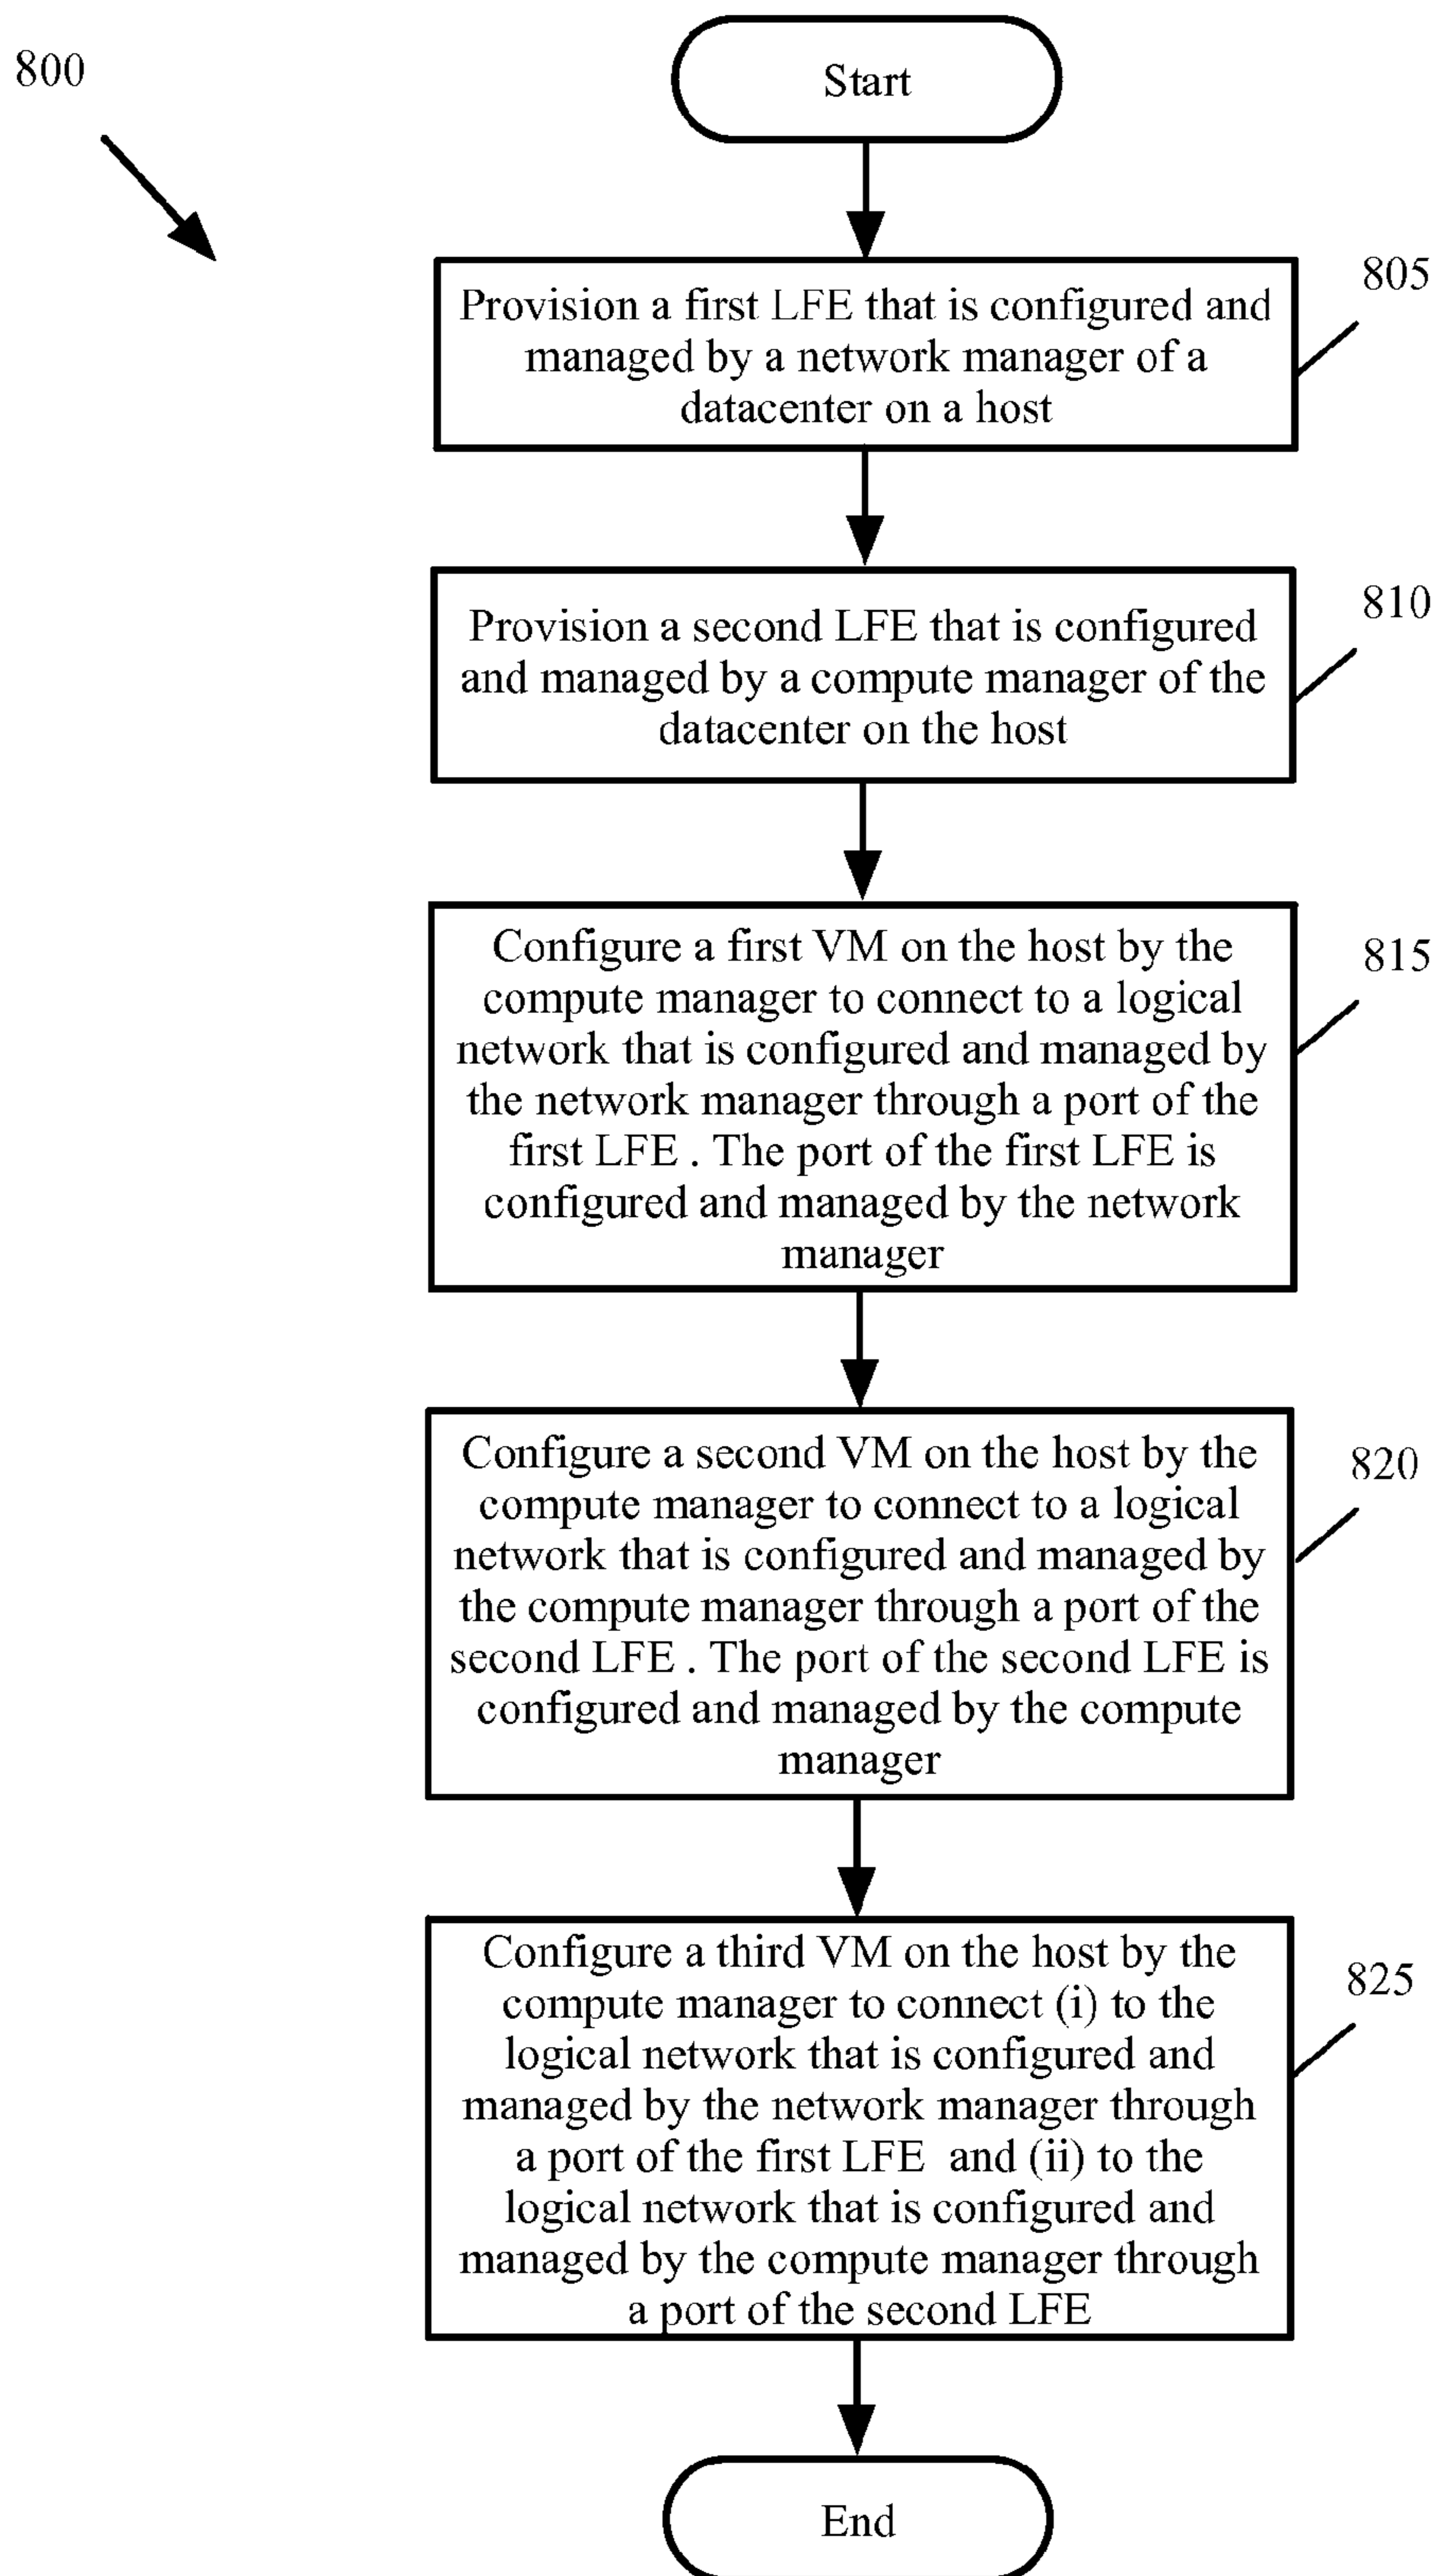 800
Start
805
Provision a first LFE that is configured and
managed by a network manager of a
datacenter on a host
810
Provision a second LFE that is configured
and managed by a compute manager of the
datacenter on the host
815
Configure a first VM on the host by the
compute manager to connect to a logical
network that is configured and managed by
the network manager through a port of the
first LFE . The port of the first LFE is
configured and managed by the network
manager
820
Configure a second VM on the host by the
compute manager to connect to a logical
network that is configured and managed by
the compute manager through a port of the
second LFE . The port of the second LFE is
configured and managed by the compute
manager
825
Configure a third VM on the host by the
compute manager to connect (i) to the
logical network that is configured and
managed by the network manager through
a port of the first LFE  and (ii) to the
logical network that is configured and
managed by the compute manager through
a port of the second LFE
End